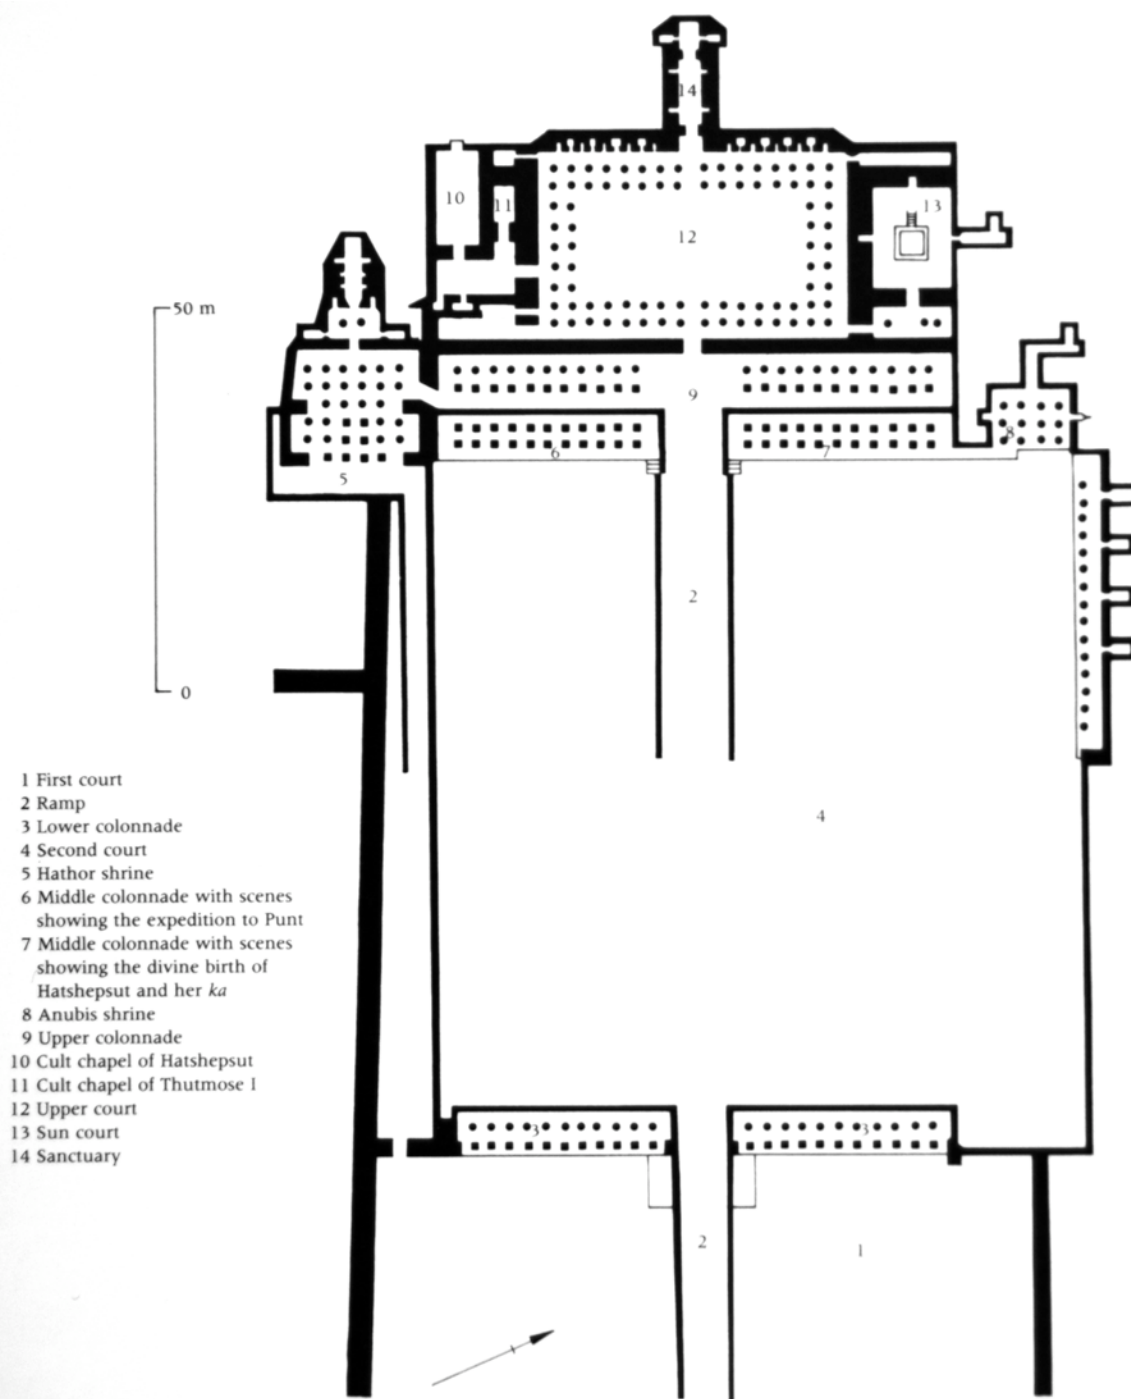 14
10
11
13
12
50 m
9
8
6
7
5
2
0
1 First court
2 Ramp
3 Lower colonnade
4 Second court
5 Hathor shrine
6 Middle colonnade with scenes
showing the expedition to Punt
7 Middle colonnade with scenes
showing the divine birth of
Hatshepsut and her ka
8 Anubis shrine
9 Upper colonnade
10 Cult chapel of Hatshepsut
11 Cult chapel of Thutmose I
12 Upper court
13 Sun court
14 Sanctuary
4
3
3
2
1